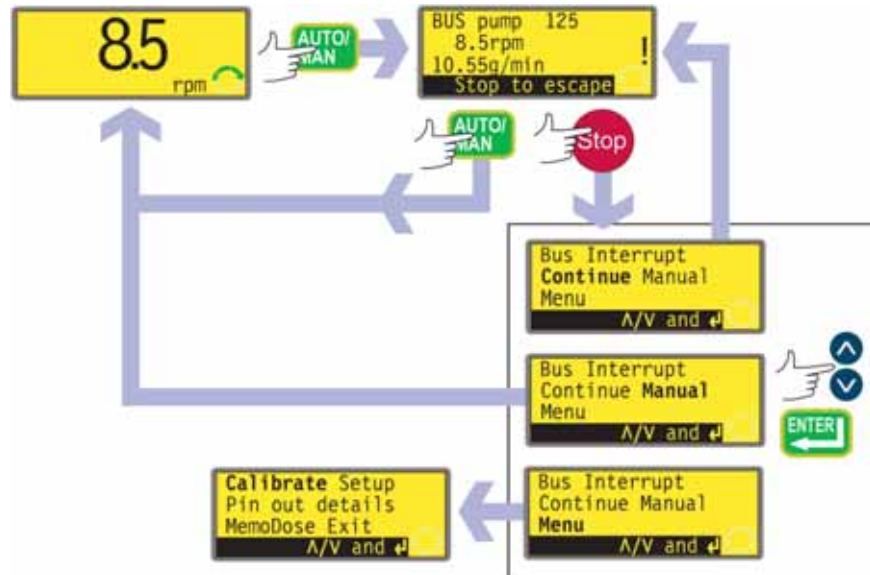 8.5
rpm
AUTO/
MAN
BUS pump 125
8.5rpm
!
10.55g/min
Stop to escape
AUTO/
MAN
Stop
Bus Interrupt
Continue Manual
Menu
∧/∨ and ↲
Bus Interrupt
Continue Manual
Menu
∧/∨ and ↲
ENTER
Calibrate Setup
Pin out details
MemoDose Exit
∧/∨ and ↲
Bus Interrupt
Continue Manual
Menu
∧/∨ and ↲